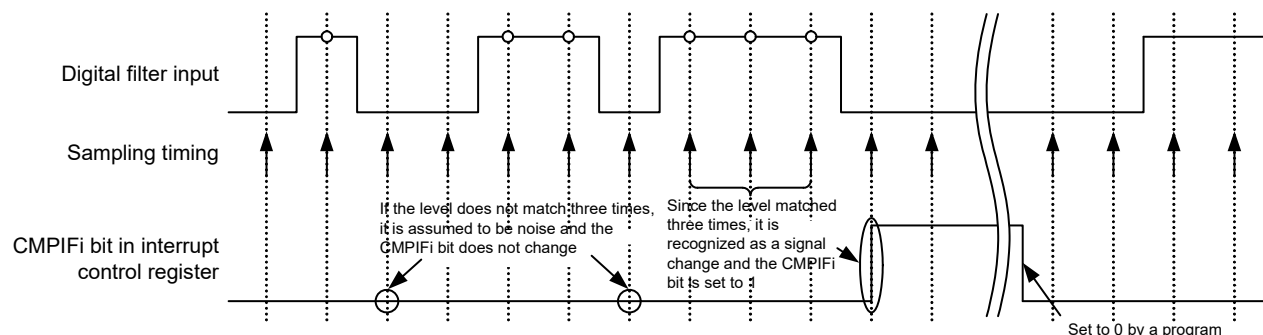 Digital filter input
Sampling timing
If the level does not match three times,
it is assumed to be noise and the
CMPIFi bit does not change
Since the level matched
three times, it is
recognized as a signal
change and the CMPIFi
bit is set to 1
CMPIFi bit in interrupt
control register
Set to 0 by a program